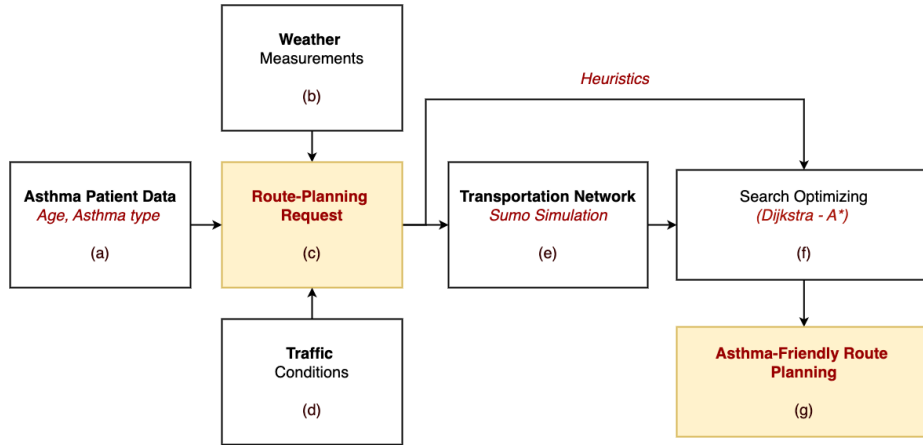 Weather
Measurements
(b)
Heuristics
Asthma Patient Data
Age, Asthma type
(a)
Route-Planning
Request
(c)
Transportation Network
Sumo Simulation
(e)
Search Optimizing
(Dijkstra - A*)
(f)
Traffic
Conditions
(d)
Asthma-Friendly Route
Planning
(g)